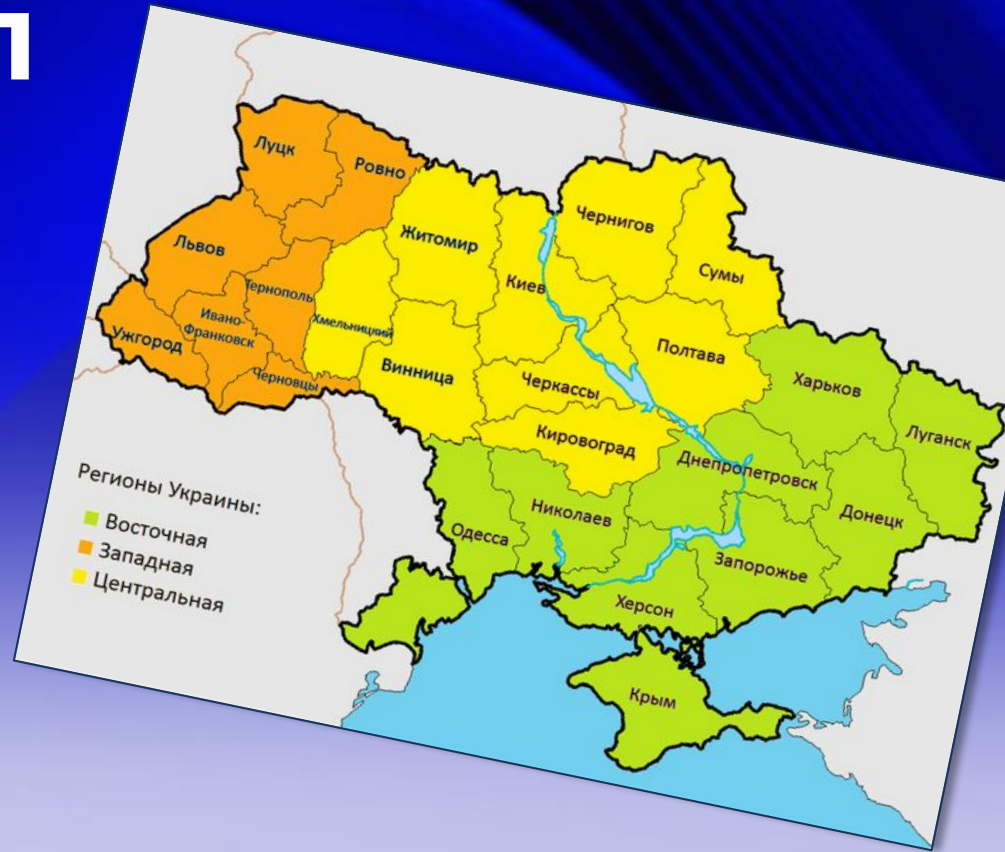 Л
Луцк
Ровно
Львов
Тернополь
Ивано-
Франковск
Ужгород
Черновцы
Хмельницкий
Житомир
Винница
Киев
Чернигов
Сумы
Полтава
Черкассы
Кировоград
Харьков
Луганск
Днепропетровск
Донецк
Запорожье
Николаев
Одесса
Херсон
Крым
Регионы Украины:
Восточная
Западная
Центральная